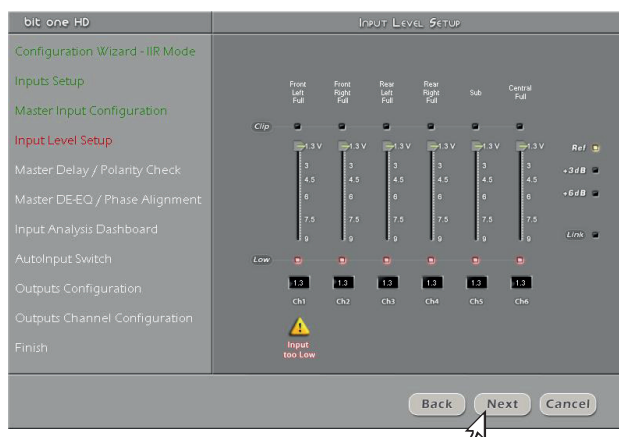 bit one HD
Input Level Setup
Configuration Wizard - IIR Mode
Inputs Setup
Master Input Configuration
Input Level Setup
Master Delay / Polarity Check
Master DE-EQ / Phase Alignment
Input Analysis Dashboard
AutoInput Switch
Outputs Configuration
Outputs Channel Configuration
Finish
Front Left Full
Front Right Full
Rear Left Full
Rear Right Full
Sub
Central Full
Clip
1.3 V 1.3 V 1.3 V 1.3 V 1.3 V 1.3 V
3 3 3 3 3 3
4.5 4.5 4.5 4.5 4.5 4.5
6 6 6 6 6 6
7.5 7.5 7.5 7.5 7.5 7.5
9 9 9 9 9 9
Ref
+3dB
+6dB
Link
Low
1.3 1.3 1.3 1.3 1.3 1.3
Ch1 Ch2 Ch3 Ch4 Ch5 Ch6
Input
too Low
Back Next Cancel